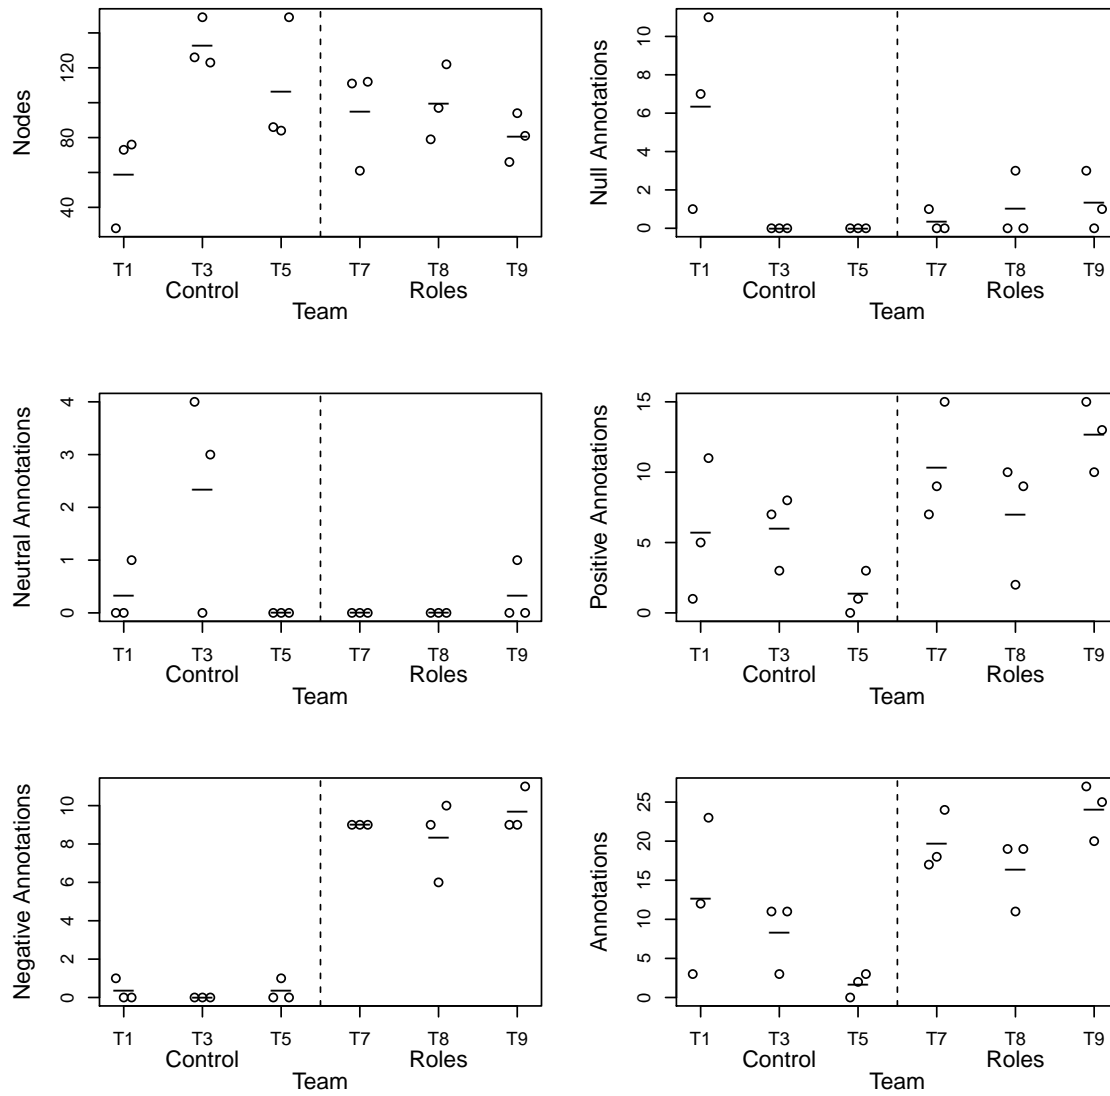 Nodes
120
80
40
T1 T3 T5 T7 T8 T9
Control Roles
Team
Null Annotations
10
8
6
4
2
0
T1 T3 T5 T7 T8 T9
Control Roles
Team
Neutral Annotations
4
3
2
1
0
T1 T3 T5 T7 T8 T9
Control Roles
Team
Positive Annotations
15
10
5
0
T1 T3 T5 T7 T8 T9
Control Roles
Team
Negative Annotations
10
8
6
4
2
0
T1 T3 T5 T7 T8 T9
Control Roles
Team
Annotations
25
20
15
10
5
0
T1 T3 T5 T7 T8 T9
Control Roles
Team